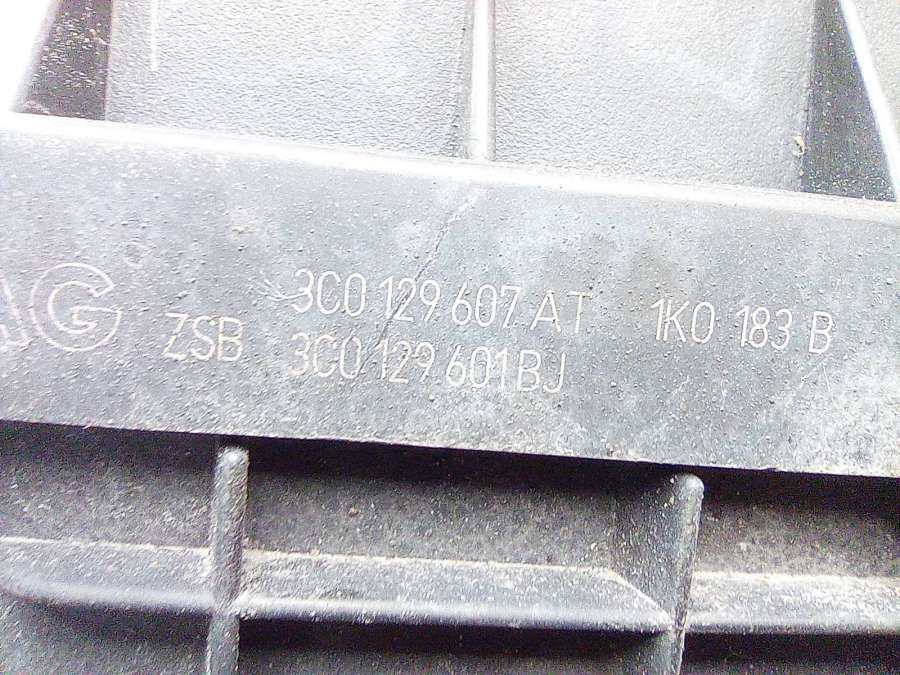 3C0 129 607 AT 1K0 183 B
ZSB 3C0 129 601 BJ